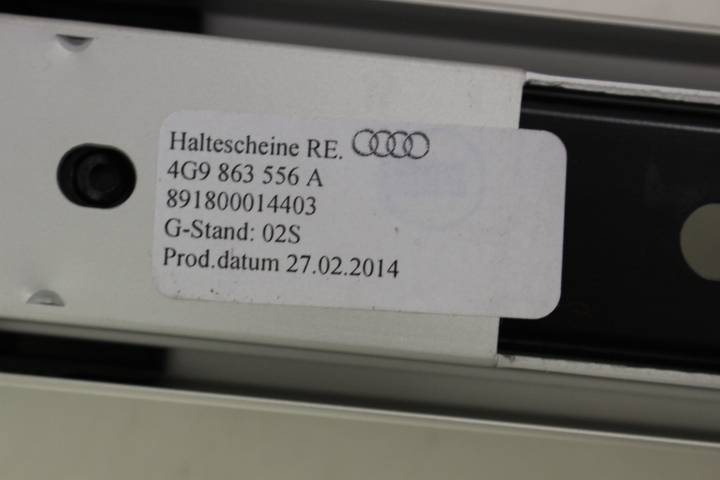 Haltescheine RE.
4G9 863 556 A
891800014403
G-Stand: 02S
Prod.datum 27.02.2014